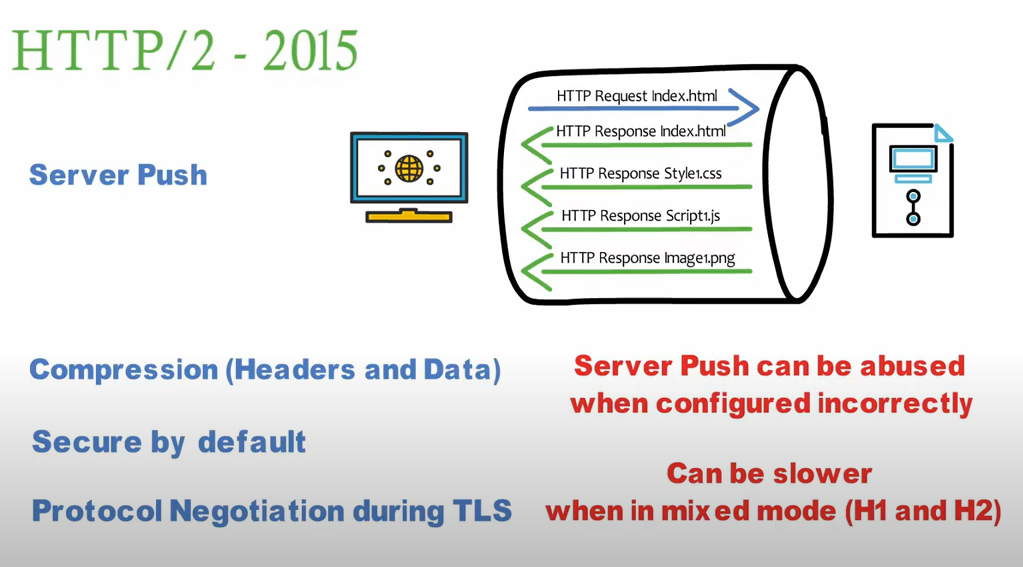 HTTP/2 - 2015
HTTP Request Index.html
HTTP Response Index.html
HTTP Response Style1.css
HTTP Response Script1.js
HTTP Response Image1.png
Server Push
Compression (Headers and Data)
Secure by default
Protocol Negotiation during TLS
Server Push can be abused
when configured incorrectly
Can be slower
when in mixed mode (H1 and H2)